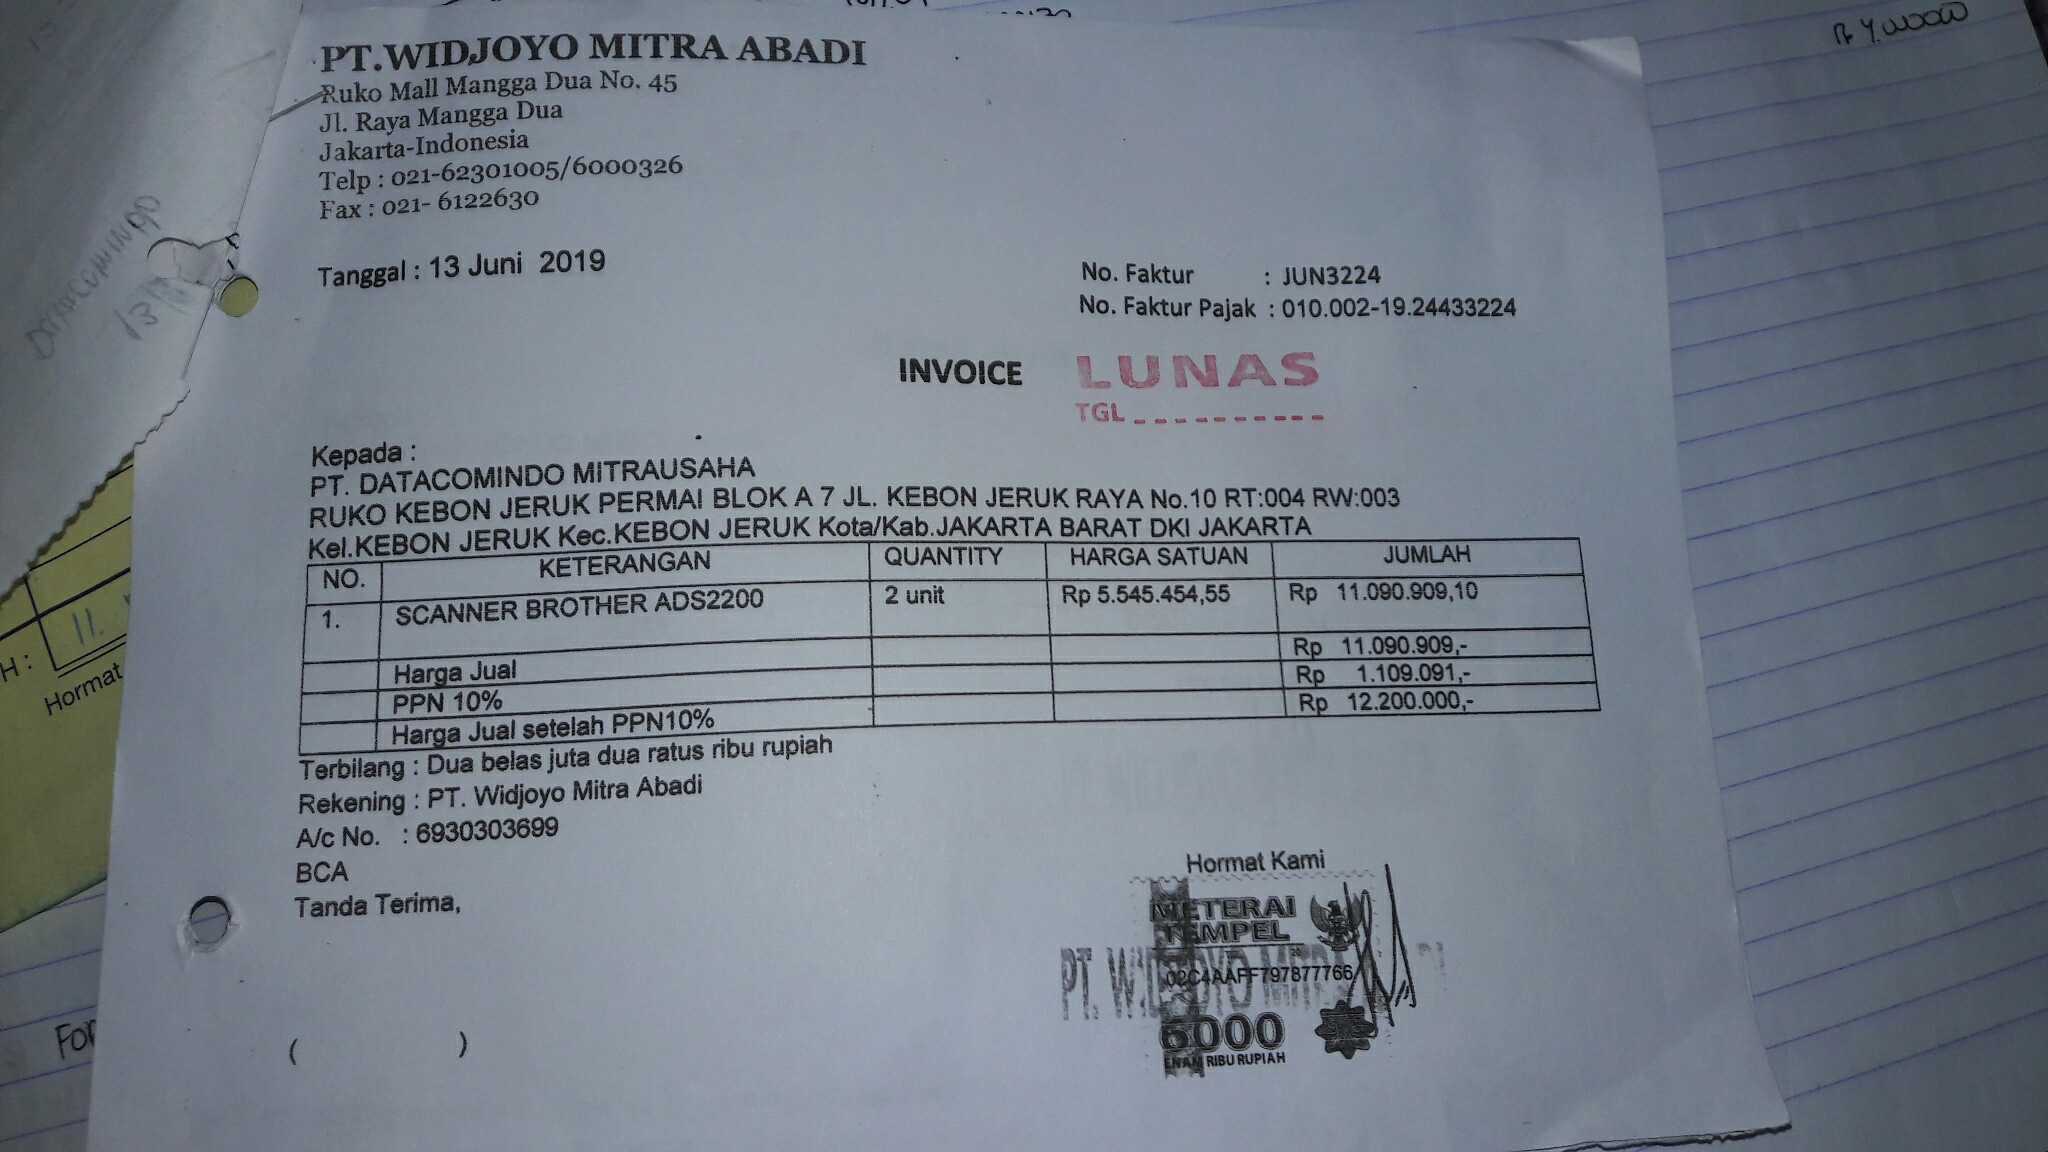 PT.WIDJOYO MITRA ABADI
Ruko Mall Mangga Dua No. 45
Jl. Raya Mangga Dua
Jakarta-Indonesia
Telp : 021-62301005/6000326
Fax : 021- 6122630
Tanggal : 13 Juni 2019
No. Faktur : JUN3224
No. Faktur Pajak : 010.002-19.24433224
INVOICE
LUNAS
TGL
Kepada :
PT. DATACOMINDO MITRAUSAHA
RUKO KEBON JERUK PERMAI BLOK A 7 JL. KEBON JERUK RAYA No.10 RT:004 RW:003
Kel.KEBON JERUK Kec.KEBON JERUK Kota/Kab.JAKARTA BARAT DKI JAKARTA
NO. KETERANGAN QUANTITY HARGA SATUAN JUMLAH
1. SCANNER BROTHER ADS2200 2 unit Rp 5.545.454,55 Rp 11.090.909,10
Harga Jual Rp 11.090.909,-
PPN 10% Rp 1.109.091,-
Harga Jual setelah PPN10% Rp 12.200.000,-
Terbilang : Dua belas juta dua ratus ribu rupiah
Rekening : PT. Widjoyo Mitra Abadi
A/c No. : 6930303699
BCA
Tanda Terima,
( )
Hormat Kami
METERAI
TEMPEL
02C4AAFF797877766
PT. WIDJOYO MITRA
6000
ENAM RIBU RUPIAH
H :
11.
Hormat
For